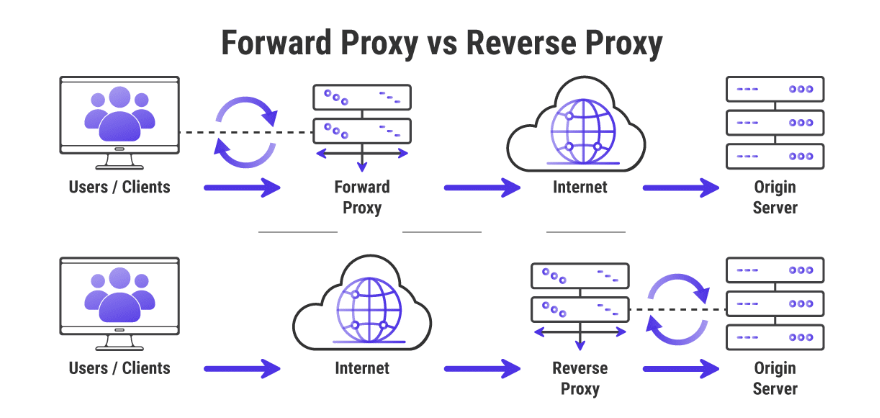 Forward Proxy vs Reverse Proxy
Users / Clients
Forward
Proxy
Internet
Origin
Server
Users / Clients
Internet
Reverse
Proxy
Origin
Server